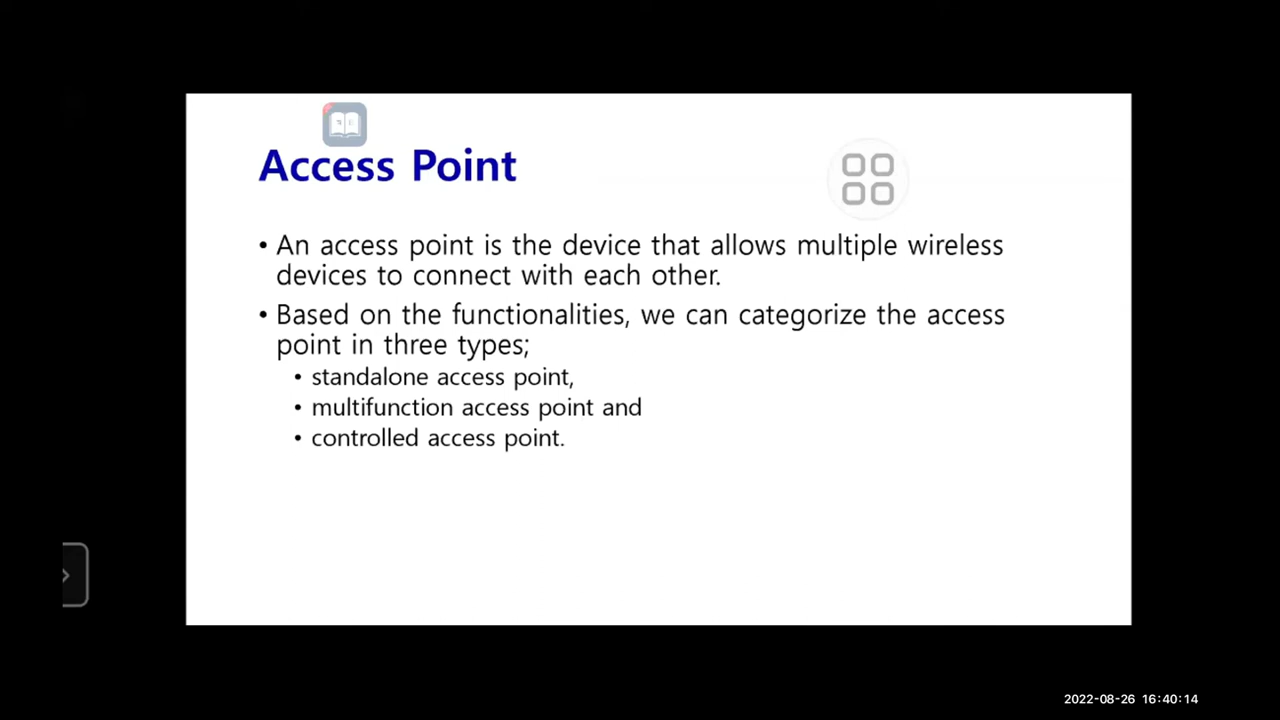 Access Point
• An access point is the device that allows multiple wireless
devices to connect with each other.
• Based on the functionalities, we can categorize the access
point in three types;
• standalone access point,
• multifunction access point and
• controlled access point.
2022-08-26 16:40:14